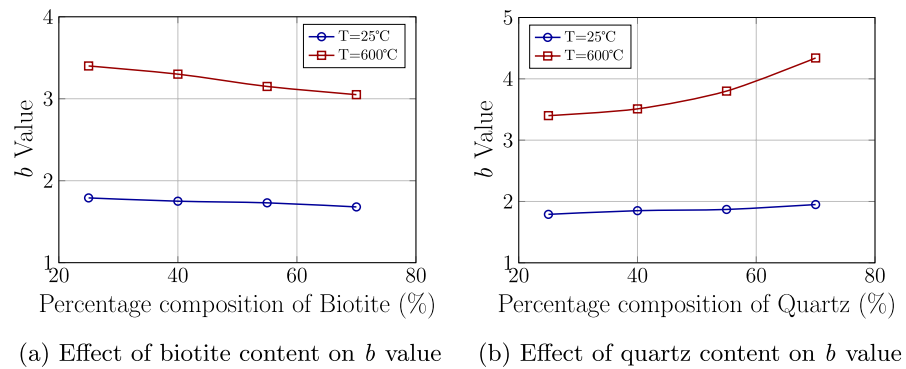 4
3
2
1
20
40
60
80
b Value
T=25℃
T=600℃
Percentage composition of Biotite (%)
(a) Effect of biotite content on b value
5
4
3
2
1
20
40
60
80
b Value
T=25℃
T=600℃
Percentage composition of Quartz (%)
(b) Effect of quartz content on b value